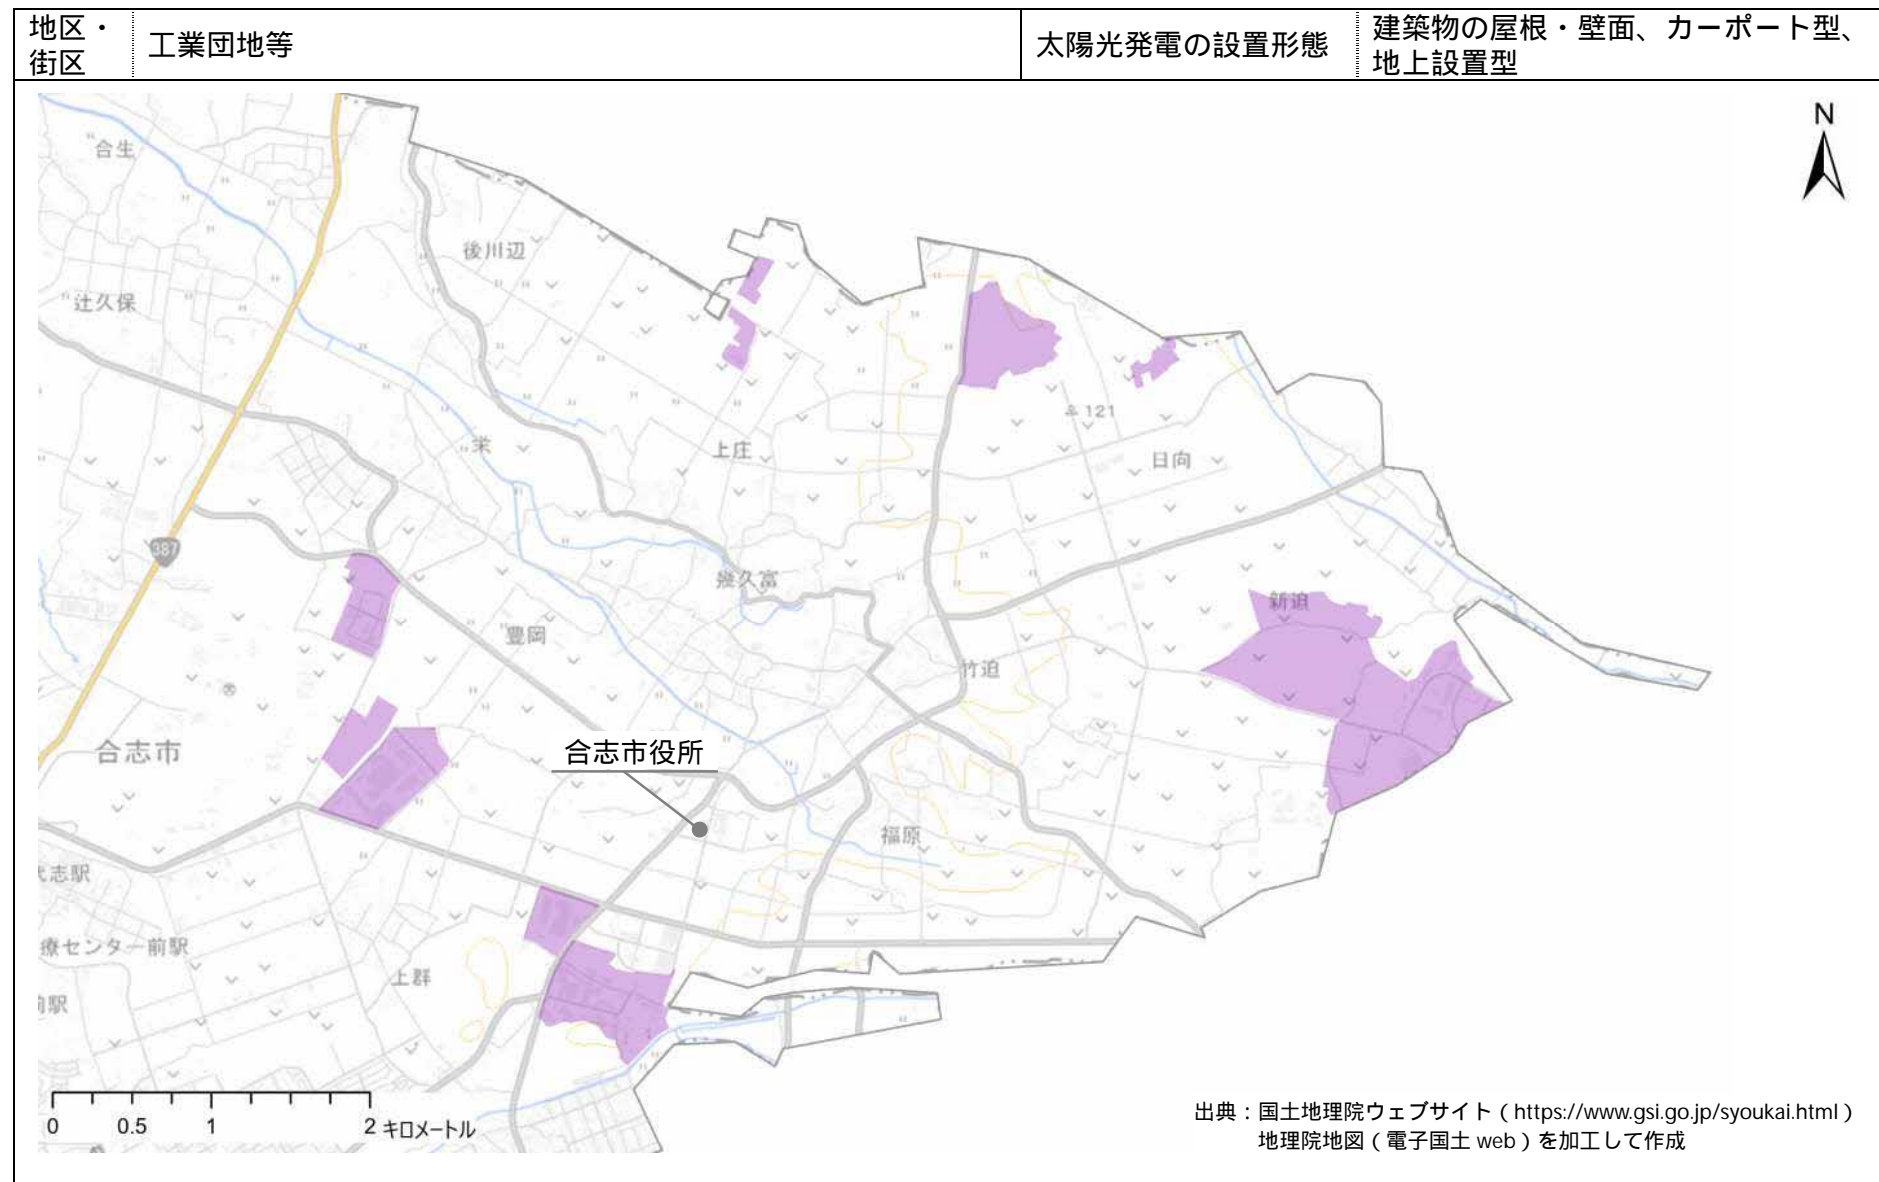 地区・
街区
工業団地等
太陽光発電の設置形態
建築物の屋根・壁面、カーポート型、
地上設置型
N
合生
後川辺
辻久保
栄
上庄
121
日向
387
幾久富
新迫
豊岡
竹迫
合志市
合志市役所
福原
志駅
療センター前駅
上群
駅
0 0.5 1 2 キロメートル
出典:国土地理院ウェブサイト(https://www.gsi.go.jp/syoukai.html)
地理院地図(電子国土 web)を加工して作成